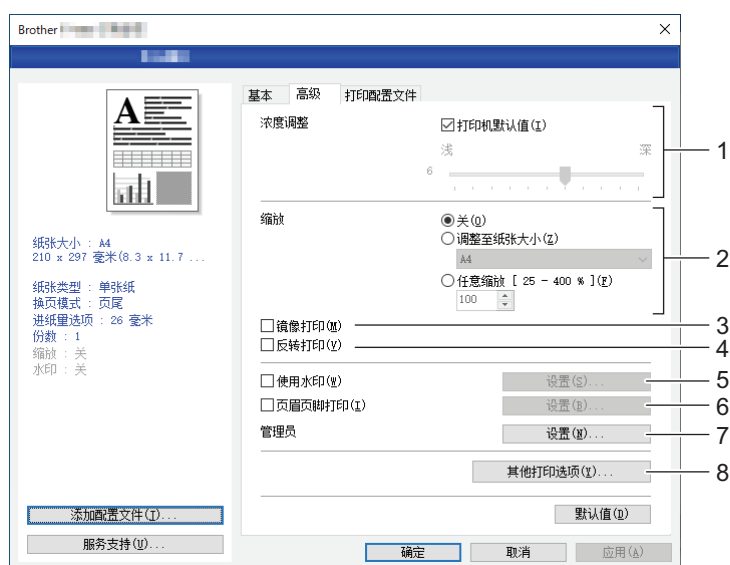 Brother
基本 高级 打印配置文件
浓度调整
打印机默认值(I)
浅 深
6
1
缩放
关(O)
调整至纸张大小(Z)
A4
任意缩放 [ 25 - 400 % ](F)
100
2
镜像打印(M)
3
反转打印(V)
4
使用水印(W)
设置(S)...
5
页眉页脚打印(I)
设置(R)...
6
管理员
设置(N)...
7
其他打印选项(Y)...
8
默认值(D)
A
纸张大小 : A4
210 x 297 毫米(8.3 x 11.7 ...
纸张类型 : 单张纸
换页模式 : 页尾
进纸量选项 : 26 毫米
份数 : 1
缩放 : 关
水印 : 关
添加配置文件(T)...
服务支持(U)...
确定 取消 应用(A)